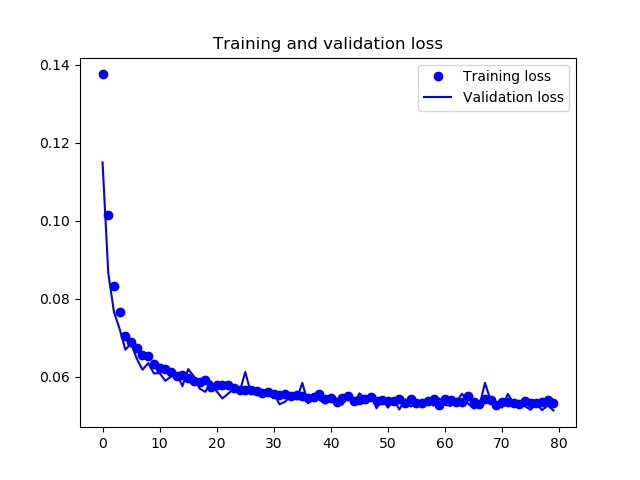 Training and validation loss
0.14
0.12
0.10
0.08
0.06
Training loss
Validation loss
0 10 20 30 40 50 60 70 80